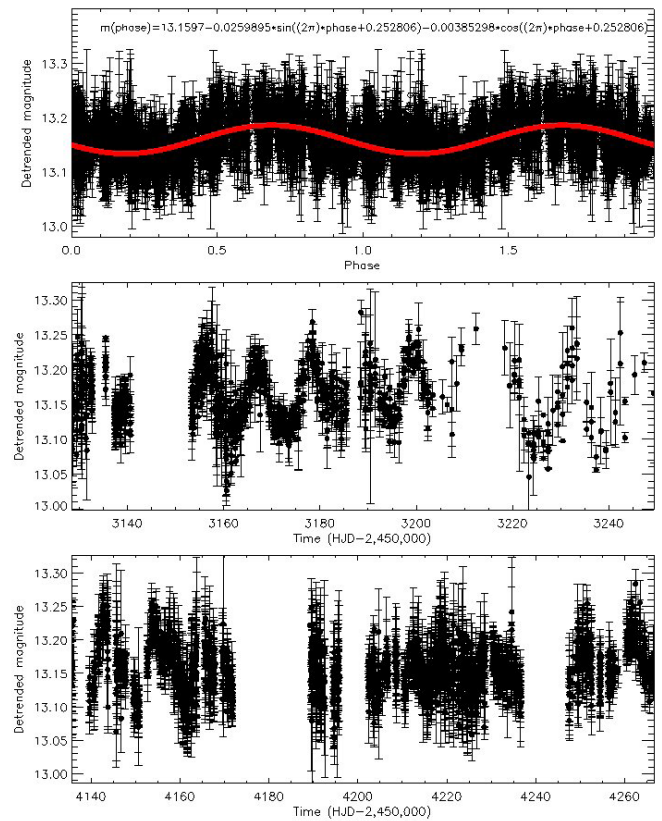 m(phase)=13.1597−0.0259895*sin((2π)*phase+0.252806)−0.00385298*cos((2π)*phase+0.252806)
13.3
13.2
13.1
13.0
Detrended magnitude
0.0 0.5 1.0 1.5
Phase
13.30
13.25
13.20
13.15
13.10
13.05
13.00
Detrended magnitude
3140 3160 3180 3200 3220 3240
Time (HJD−2,450,000)
13.30
13.25
13.20
13.15
13.10
13.05
13.00
Detrended magnitude
4140 4160 4180 4200 4220 4240 4260
Time (HJD−2,450,000)